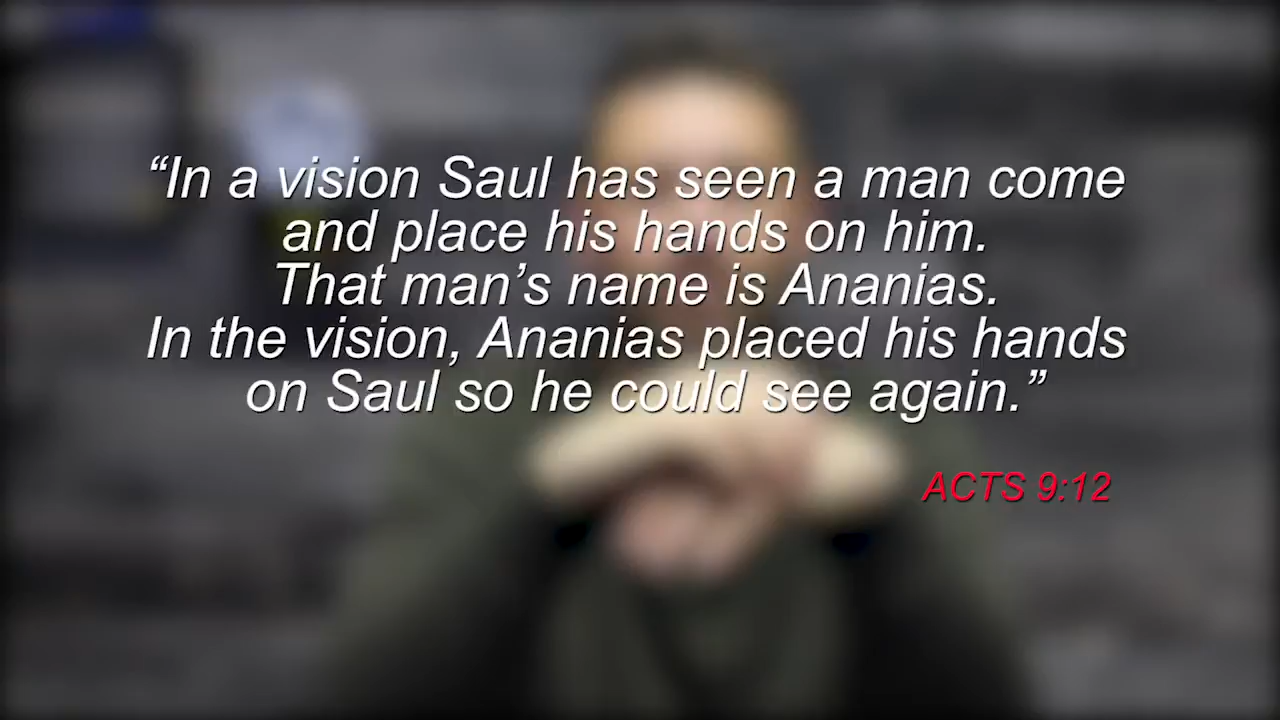 “In a vision Saul has seen a man come
and place his hands on him.
That man’s name is Ananias.
In the vision, Ananias placed his hands
on Saul so he could see again.”
ACTS 9:12